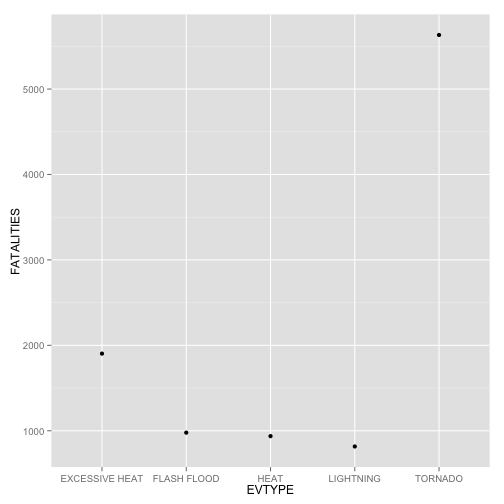 FATALITIES
5000
4000
3000
2000
1000
EXCESSIVE HEAT FLASH FLOOD HEAT LIGHTNING TORNADO
EVTYPE